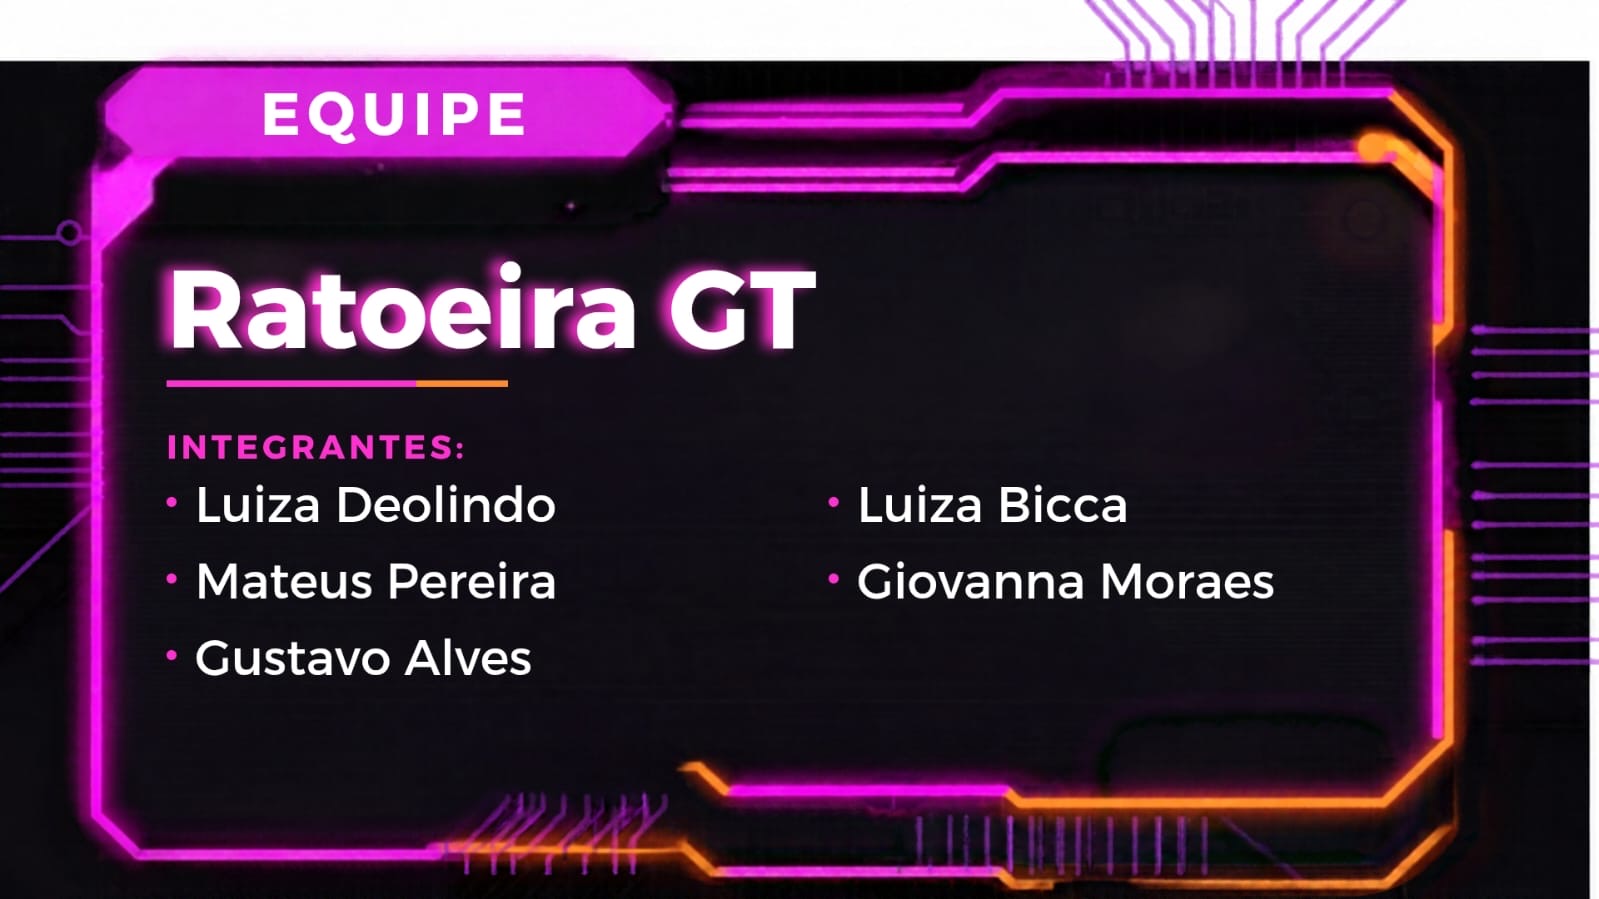 EQUIPE
Ratoeira GT
INTEGRANTES:
• Luiza Deolindo
• Mateus Pereira
• Gustavo Alves
• Luiza Bicca
• Giovanna Moraes